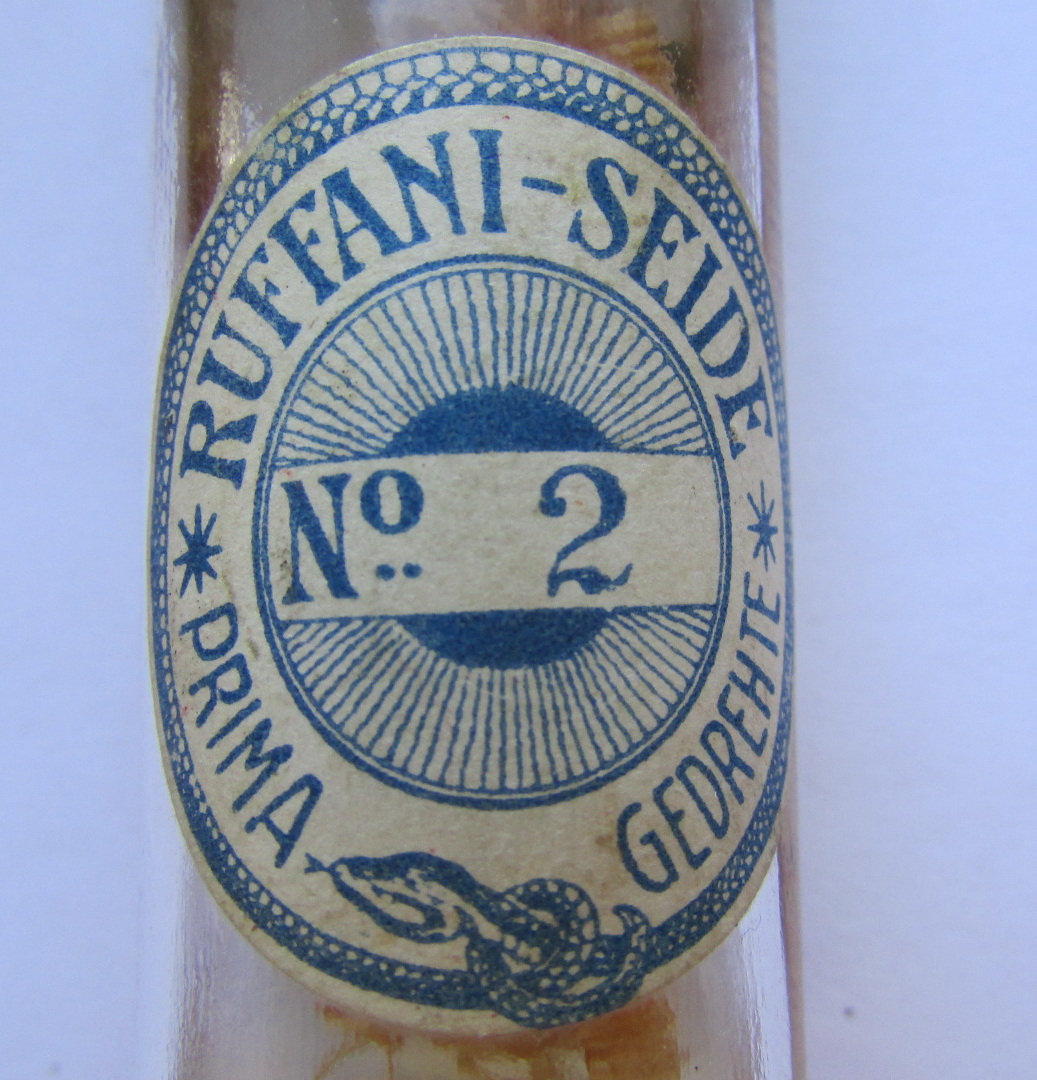 RUFFANI-SEIDE
Nº 2
* PRIMA GEDREHTE *